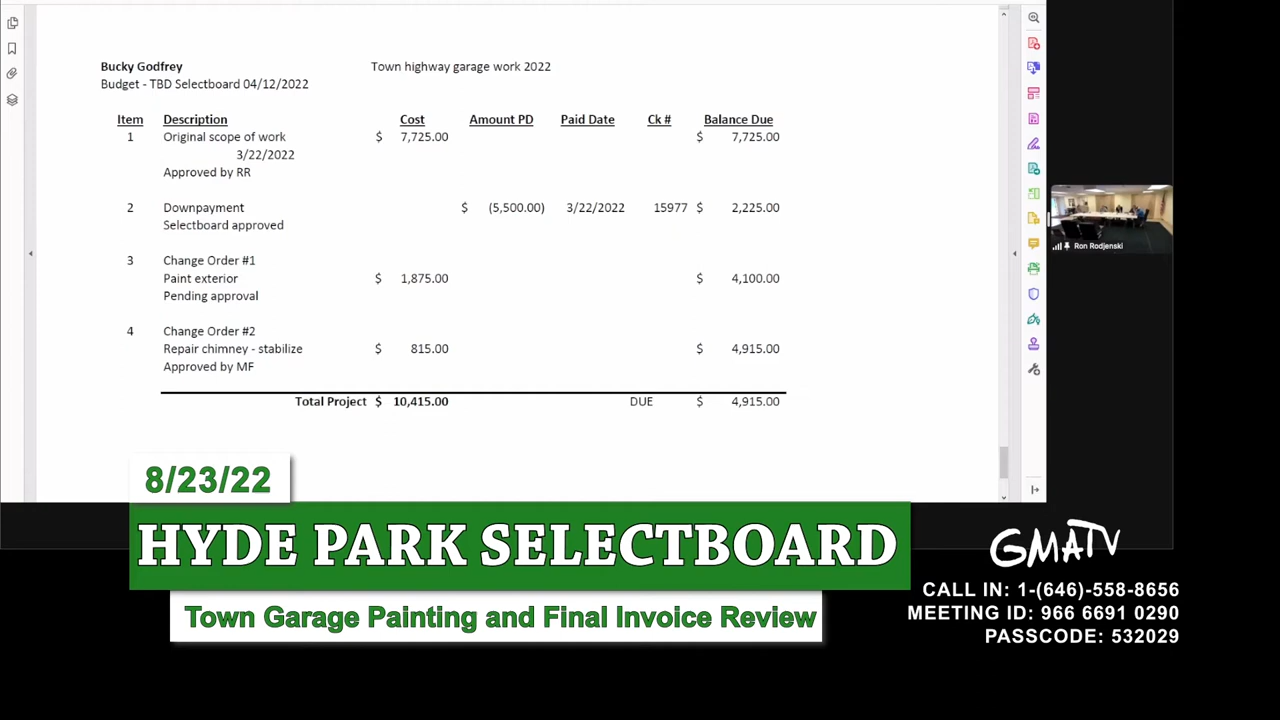 Bucky Godfrey Town highway garage work 2022
Budget - TBD Selectboard 04/12/2022
Item Description Cost Amount PD Paid Date Ck # Balance Due
1 Original scope of work $ 7,725.00 $ 7,725.00
3/22/2022
Approved by RR
2 Downpayment $ (5,500.00) 3/22/2022 15977 $ 2,225.00
Selectboard approved
3 Change Order #1
Paint exterior $ 1,875.00 $ 4,100.00
Pending approval
4 Change Order #2
Repair chimney - stabilize $ 815.00 $ 4,915.00
Approved by MF
Total Project $ 10,415.00 DUE $ 4,915.00
Ron Rodjenski
8/23/22
HYDE PARK SELECTBOARD
Town Garage Painting and Final Invoice Review
GMATV
CALL IN: 1-(646)-558-8656
MEETING ID: 966 6691 0290
PASSCODE: 532029